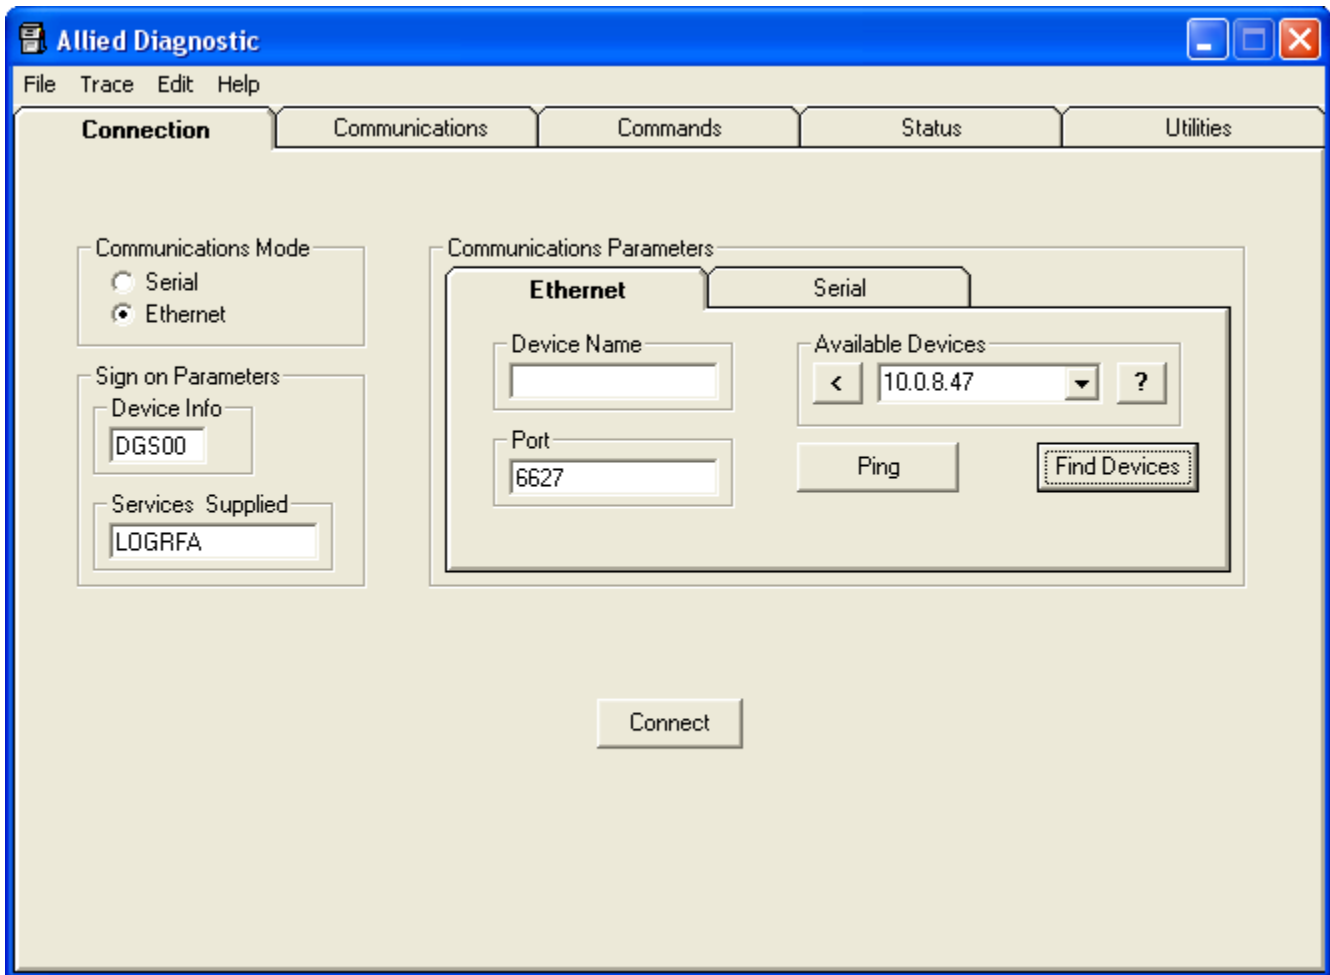 Allied Diagnostic
File Trace Edit Help
Connection Communications Commands Status Utilities
Communications Mode
Serial
Ethernet
Sign on Parameters
Device Info
DGS00
Services Supplied
LOGRFA
Communications Parameters
Ethernet Serial
Device Name
Available Devices
< 10.0.8.47 ?
Port
6627
Ping Find Devices
Connect